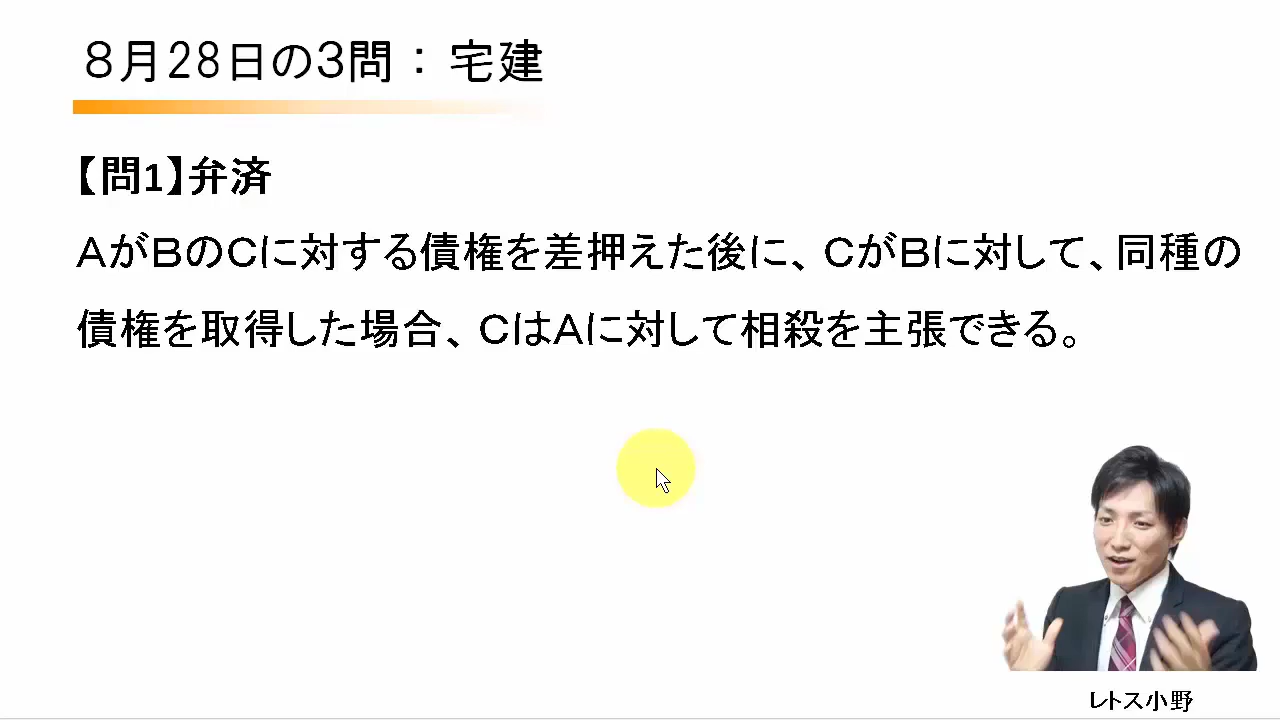 ８月２８日の３問：宅建
【問1】弁済
ＡがＢのＣに対する債権を差押えた後に、ＣがＢに対して、同種の
債権を取得した場合、ＣはＡに対して相殺を主張できる。
レトス小野